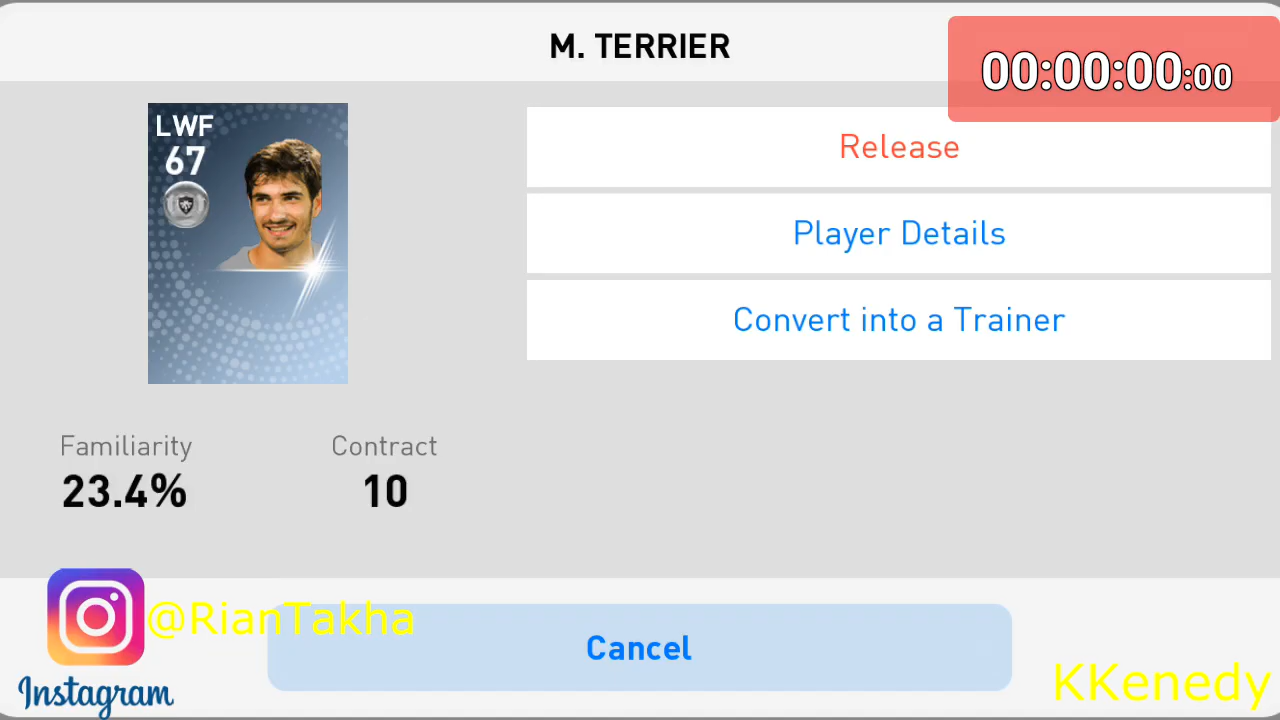 M. TERRIER
00:00:00:00
LWF
67
Release
Player Details
Convert into a Trainer
Familiarity
Contract
23.4%
10
@RianTakha
Cancel
Instagram
KKenedy